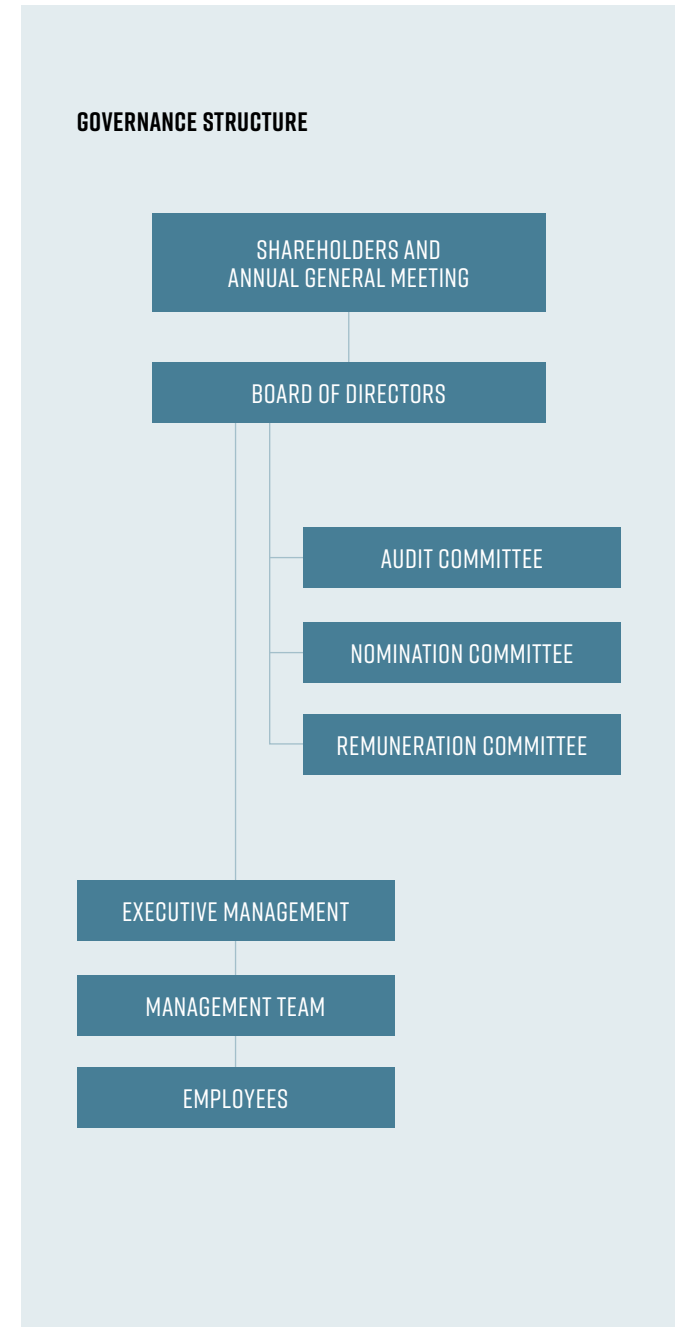 GOVERNANCE STRUCTURE
SHAREHOLDERS AND
ANNUAL GENERAL MEETING
BOARD OF DIRECTORS
AUDIT COMMITTEE
NOMINATION COMMITTEE
REMUNERATION COMMITTEE
EXECUTIVE MANAGEMENT
MANAGEMENT TEAM
EMPLOYEES